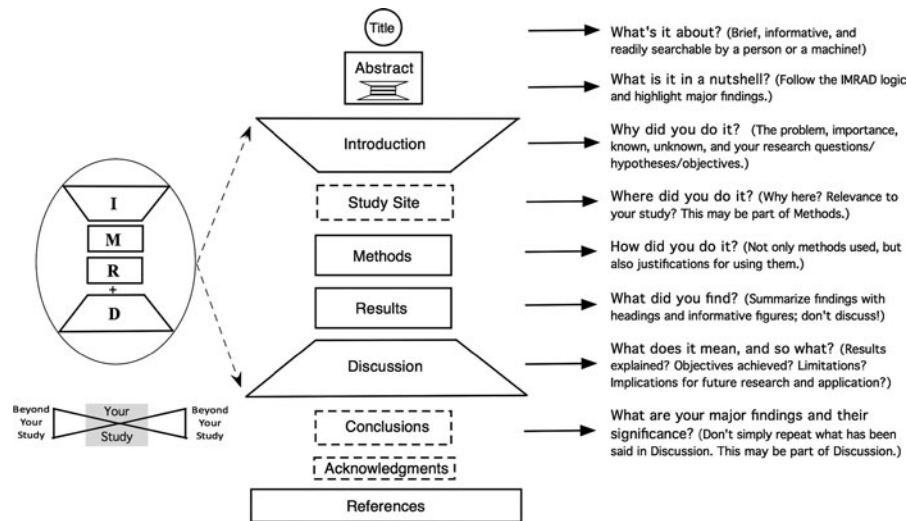 Title
What's it about? (Brief, informative, and
readily searchable by a person or a machine!)
Abstract
What is it in a nutshell? (Follow the IMRAD logic
and highlight major findings.)
Introduction
Why did you do it? (The problem, importance,
known, unknown, and your research questions/
hypotheses/objectives.)
Study Site
Where did you do it? (Why here? Relevance to
your study? This may be part of Methods.)
Methods
How did you do it? (Not only methods used, but
also justifications for using them.)
Results
What did you find? (Summarize findings with
headings and informative figures; don't discuss!)
Discussion
What does it mean, and so what? (Results
explained? Objectives achieved? Limitations?
Implications for future research and application?)
Conclusions
What are your major findings and their
significance? (Don't simply repeat what has been
said in Discussion. This may be part of Discussion.)
Acknowledgments
References
I
M
R
+
D
Beyond
Your
Study
Your
Study
Beyond
Your
Study